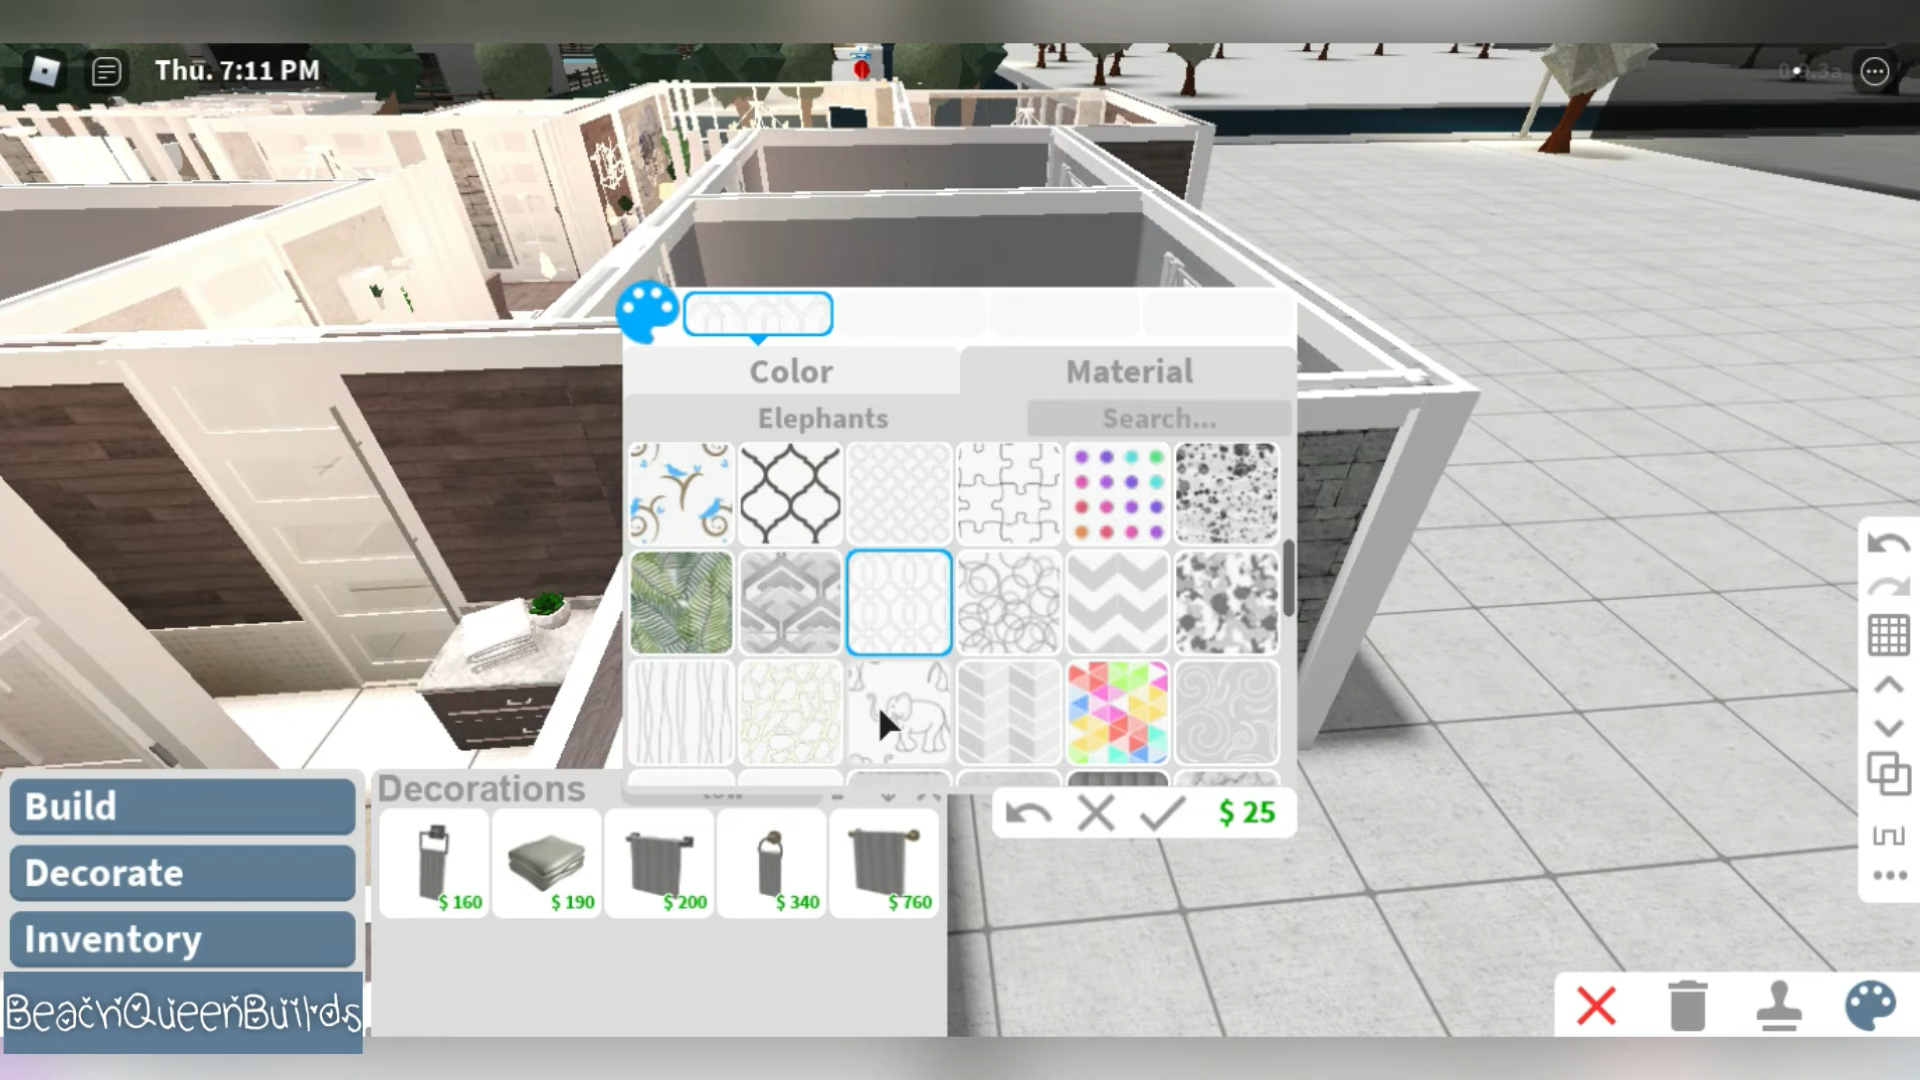 Thu. 7:11 PM
Color
Material
Elephants
Search...
Build
Decorate
Inventory
BeachQueenBuilds
Decorations
$ 160
$ 190
$ 200
$ 340
$ 760
$ 25